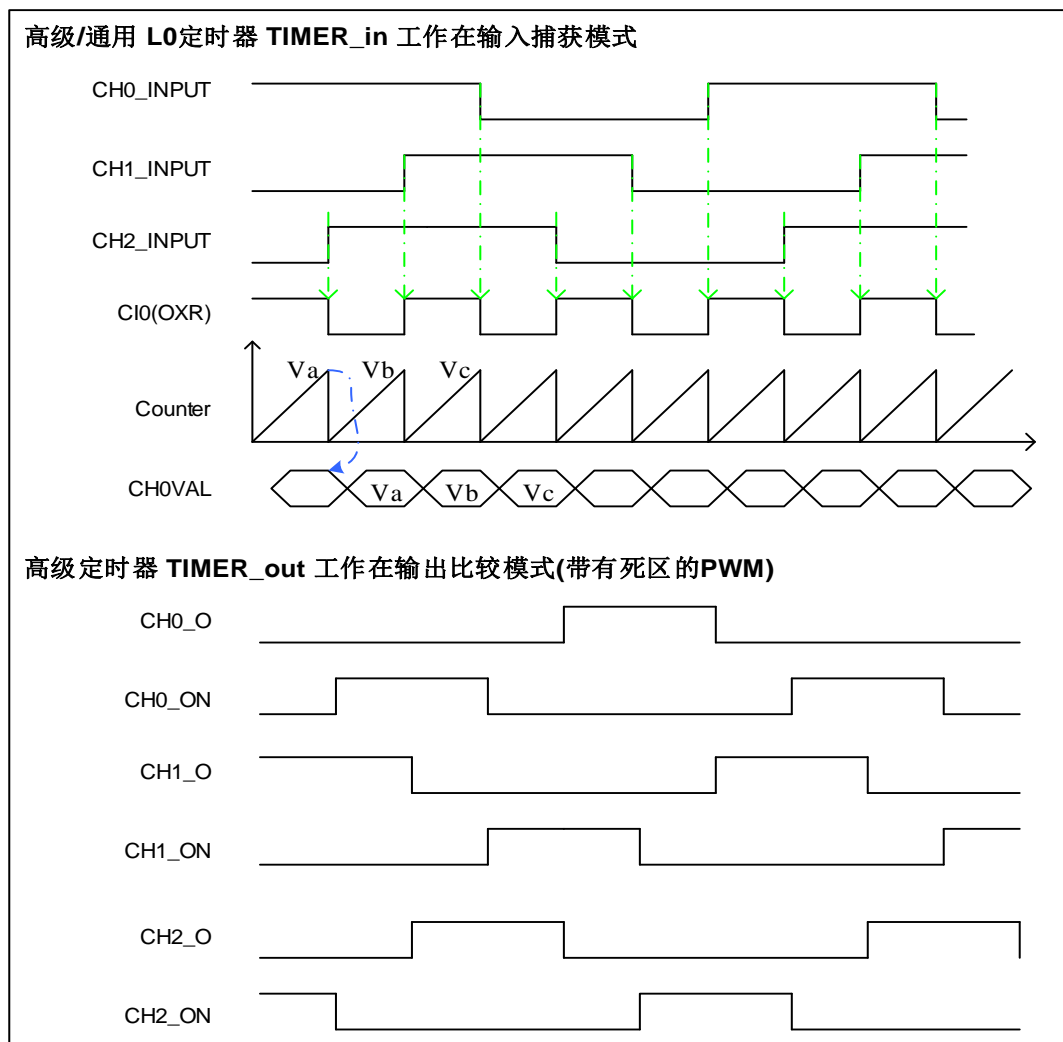 高级/通用 L0定时器 TIMER_in 工作在输入捕获模式
CH0_INPUT
CH1_INPUT
CH2_INPUT
CI0(OXR)
Va Vb Vc
Counter
CH0VAL
Va Vb Vc
高级定时器 TIMER_out 工作在输出比较模式(带有死区的PWM)
CH0_O
CH0_ON
CH1_O
CH1_ON
CH2_O
CH2_ON